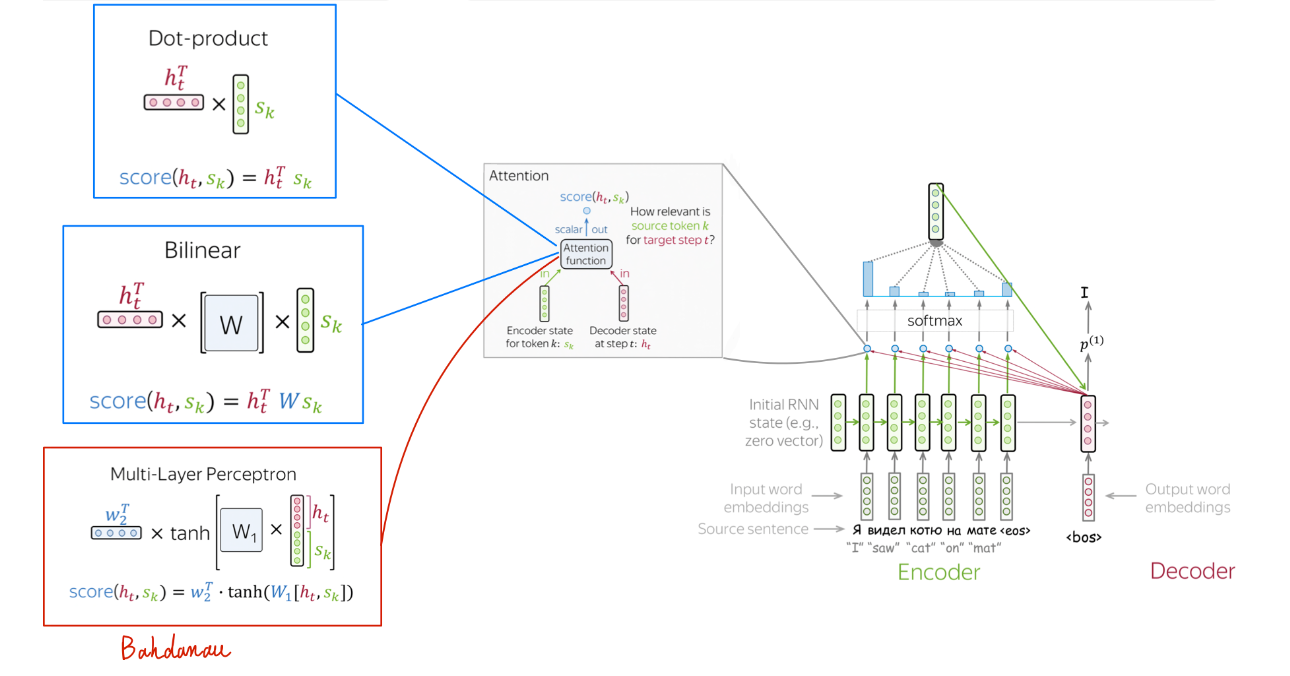 Dot-product
h_t^T
×
s_k
score(h_t, s_k) = h_t^T s_k
Bilinear
h_t^T × [W] × s_k
score(h_t, s_k) = h_t^T W s_k
Multi-Layer Perceptron
w_2^T × tanh [W_1 × h_t s_k]
score(h_t, s_k) = w_2^T · tanh(W_1[h_t, s_k])
Bahdanau
Attention
score(h_t, s_k)
scalar out
How relevant is
source token k
for target step t?
Attention
function
in
in
Encoder state
for token k: s_k
Decoder state
at step t: h_t
softmax
I
p^(1)
Initial RNN
state (e.g.,
zero vector)
Input word
embeddings
Source sentence
Я видел котю на мате <eos>
"I" "saw" "cat" "on" "mat"
Encoder
Output word
embeddings
<bos>
Decoder